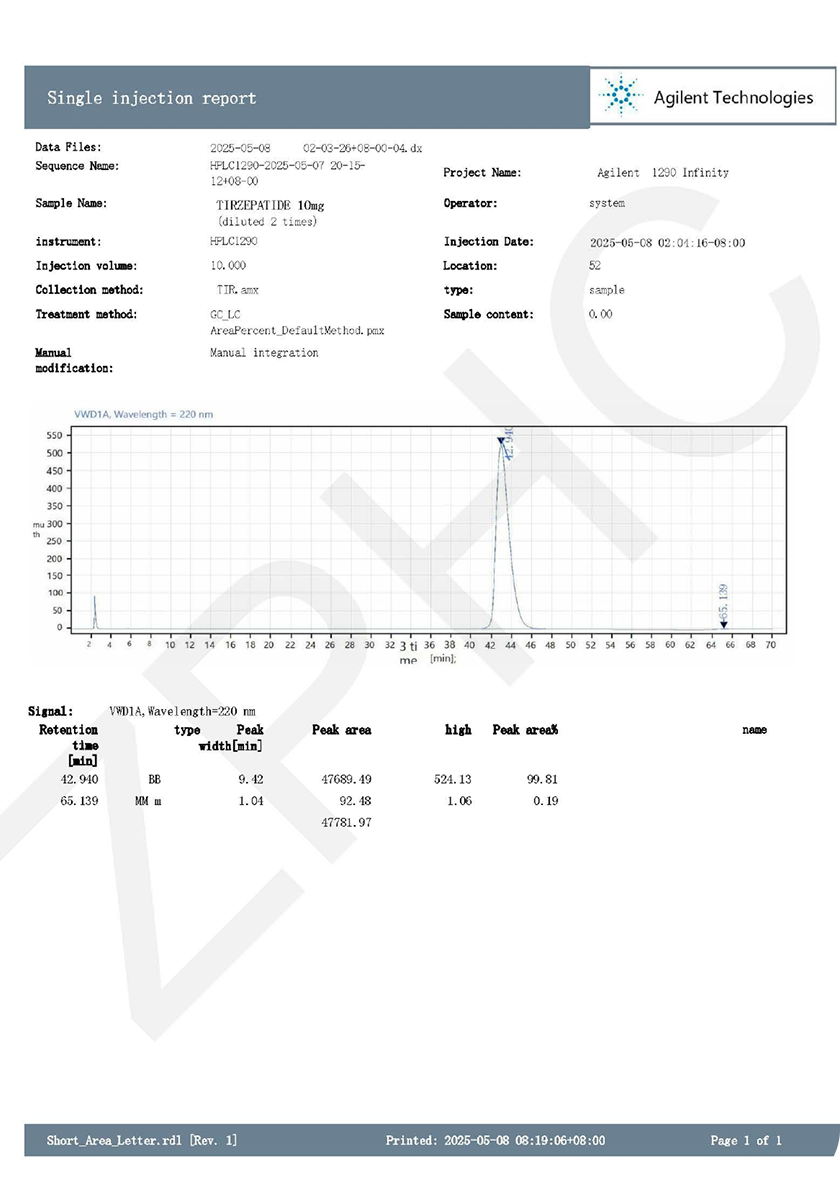 Single injection report
Agilent Technologies
Data Files: 2025-05-08 02-03-26+08-00-04.dx
Sequence Name: HPLC1290-2025-05-07 20-15-
12+08-00
Project Name: Agilent 1290 Infinity
Sample Name: TIRZEPATIDE 10mg
(diluted 2 times)
Operator: system
instrument: HPLC1290
Injection Date: 2025-05-08 02:04:16-08:00
Injection volume: 10.000
Location: 52
Collection method: TIR.amx
type: sample
Treatment method: GC_LC
AreaPercent_DefaultMethod.pmx
Sample content: 0.00
Manual
modification:
Manual integration
VWD1A, Wavelength = 220 nm
550
500
450
400
350
300
250
200
150
100
50
0
mu
th
42.940
65.139
2 4 6 8 10 12 14 16 18 20 22 24 26 28 30 32 3 ti 36 38 40 42 44 46 48 50 52 54 56 58 60 62 64 66 68 70
me [min];
Signal: VWD1A,Wavelength=220 nm
Retention type Peak Peak area high Peak area% name
time width[min]
[min]
42.940 BB 9.42 47689.49 524.13 99.81
65.139 MM m 1.04 92.48 1.06 0.19
47781.97
ZPHC
Short_Area_Letter.rdl [Rev. 1] Printed: 2025-05-08 08:19:06+08:00 Page 1 of 1